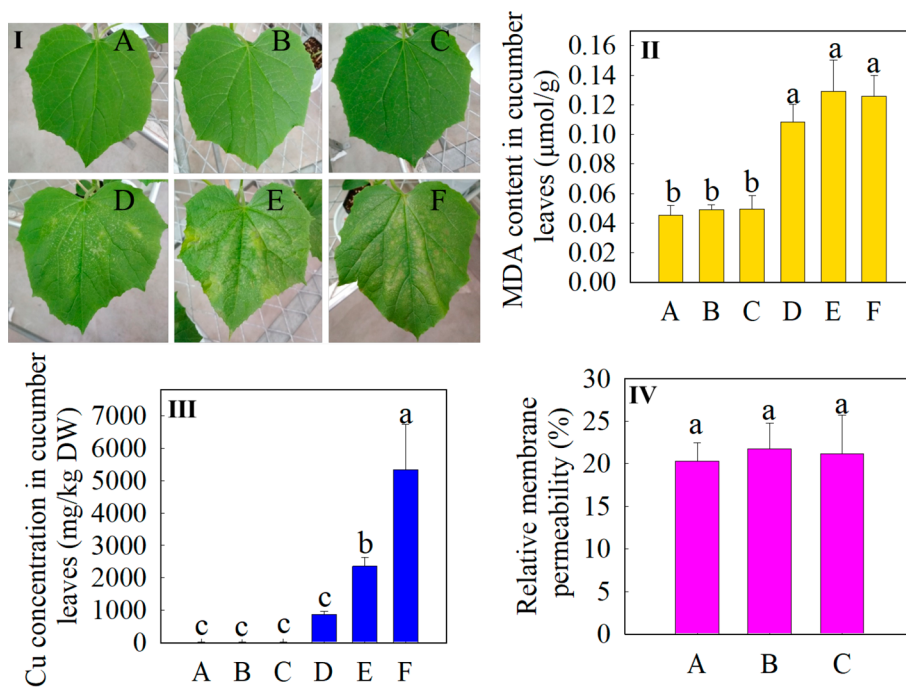 I
A
B
C
D
E
F
II
MDA content in cucumber
leaves (μmol/g)
0.16
0.14
0.12
0.10
0.08
0.06
0.04
0.02
0.00
b
b
b
a
a
a
A B C D E F
III
Cu concentration in cucumber
leaves (mg/kg DW)
7000
6000
5000
4000
3000
2000
1000
0
c
c
c
c
b
a
A B C D E F
IV
Relative membrane
permeability (%)
30
25
20
15
10
5
0
a
a
a
A B C